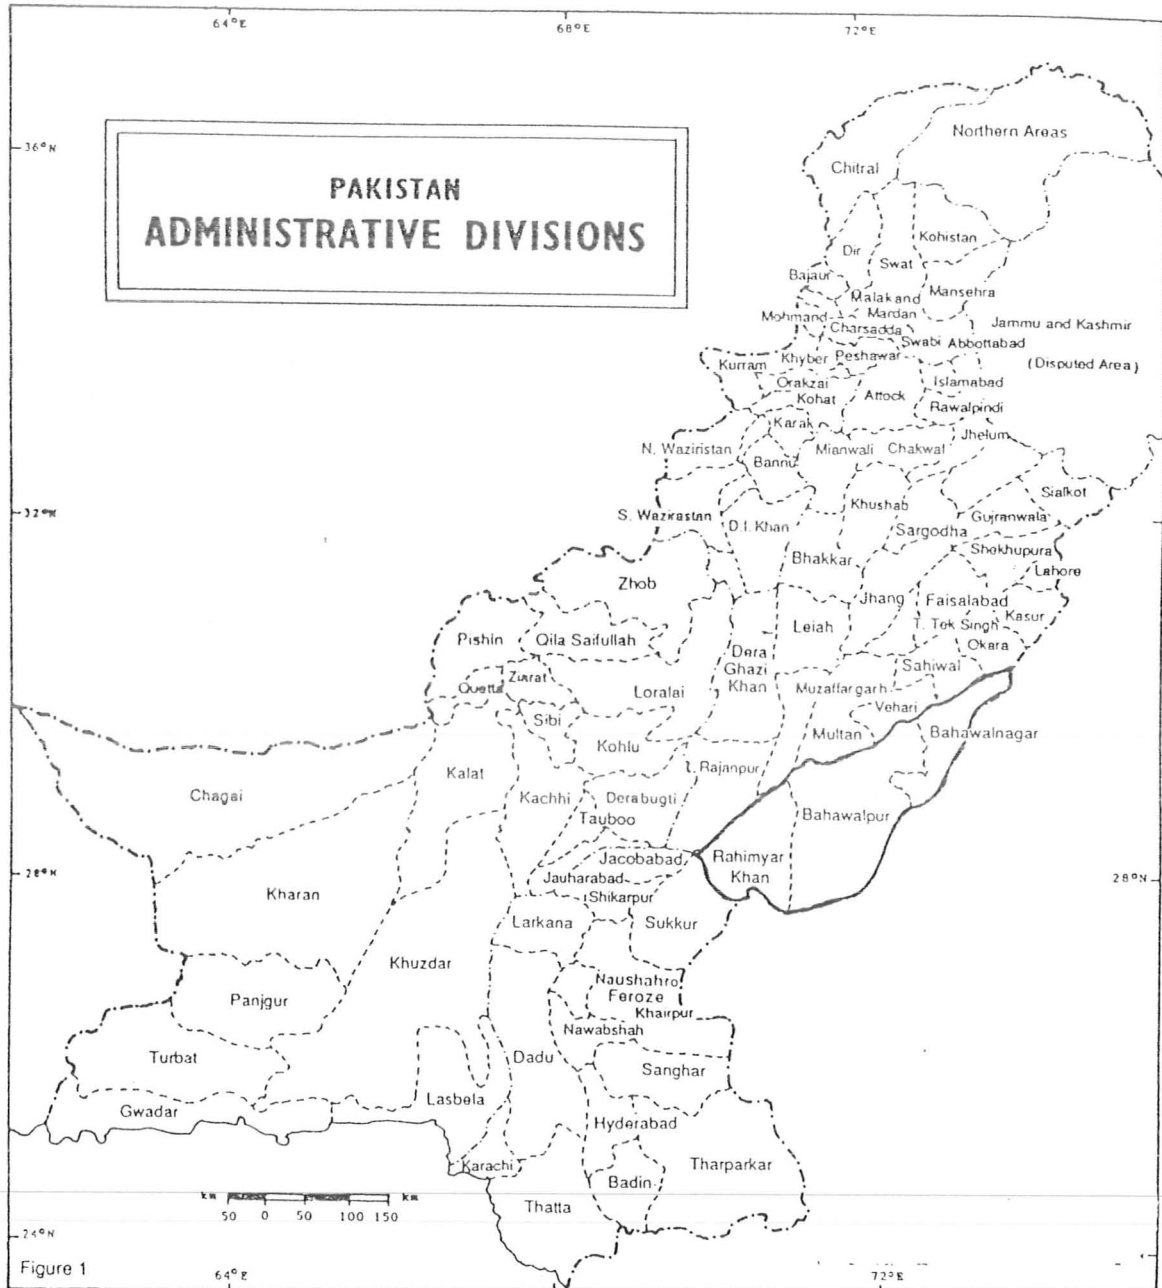 64°E 68°E 72°E
36°N
PAKISTAN
ADMINISTRATIVE DIVISIONS
Northern Areas
Chitral
Kohistan
Dir
Swat
Bajaur
Mansehra
Malakand
Mohmand
Mardan
Jammu and Kashmir
Charsadda
Swabi
Abbottabad
Khyber
Peshawar
(Disputed Area)
Kurram
Orakzai
Islamabad
Kohat
Attock
Rawalpindi
Karak
Jhelum
N. Waziristan
Mianwali
Chakwal
Bannu
Sialkot
32°N
Khushab
S. Wazirastan
Gujranwala
D.I. Khan
Sargodha
Shekhupura
Bhakkar
Lahore
Zhob
Jhang
Faisalabad
Kasur
Leiah
T. Tek Singh
Pishin
Qila Saifullah
Okara
Dera
Ghazi
Khan
Sahiwal
Ziarat
Quetta
Loralai
Muzaffargarh
Vehari
Sibi
Multan
Bahawalnagar
Kohlu
Kalat
Rajanpur
Chagai
Kachhi
Derabugti
Bahawalpur
Tauboo
Jacobabad
Rahimyar
Khan
28°N
Jauharabad
28°N
Kharan
Shikarpur
Larkana
Sukkur
Khuzdar
Naushahro
Feroze
Panjgur
Khairpur
Nawabshah
Turbat
Dadu
Sanghar
Lasbela
Gwadar
Hyderabad
Karachi
Tharparkar
Badin
Thatta
km km
50 0 50 100 150
24°N
Figure 1
64°E 72°E